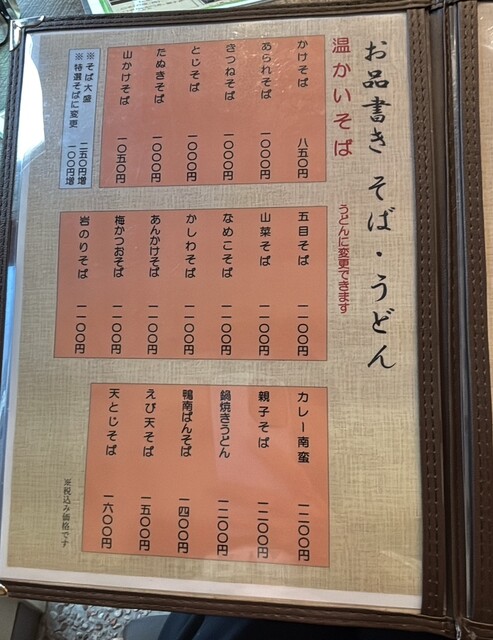 お品書き そば・うどん
温かいそば
うどんに変更できます
かけそば 八五〇円
あられそば 一〇〇〇円
きつねそば 一〇〇〇円
とじそば 一〇〇〇円
たぬきそば 一〇〇〇円
山かけそば 一〇五〇円
※そば大盛 二五〇円増
※特選そばに変更 一〇〇円増
五目そば 一一〇〇円
山菜そば 一一〇〇円
なめこそば 一一〇〇円
かしわそば 一一〇〇円
あんかけそば 一一〇〇円
梅かつおそば 一一〇〇円
岩のりそば 一一〇〇円
カレー南蛮 一二〇〇円
親子そば 一二〇〇円
鍋焼きうどん 一二〇〇円
鴨南ばんそば 一四〇〇円
えび天そば 一五〇〇円
天とじそば 一六〇〇円
※税込み価格です